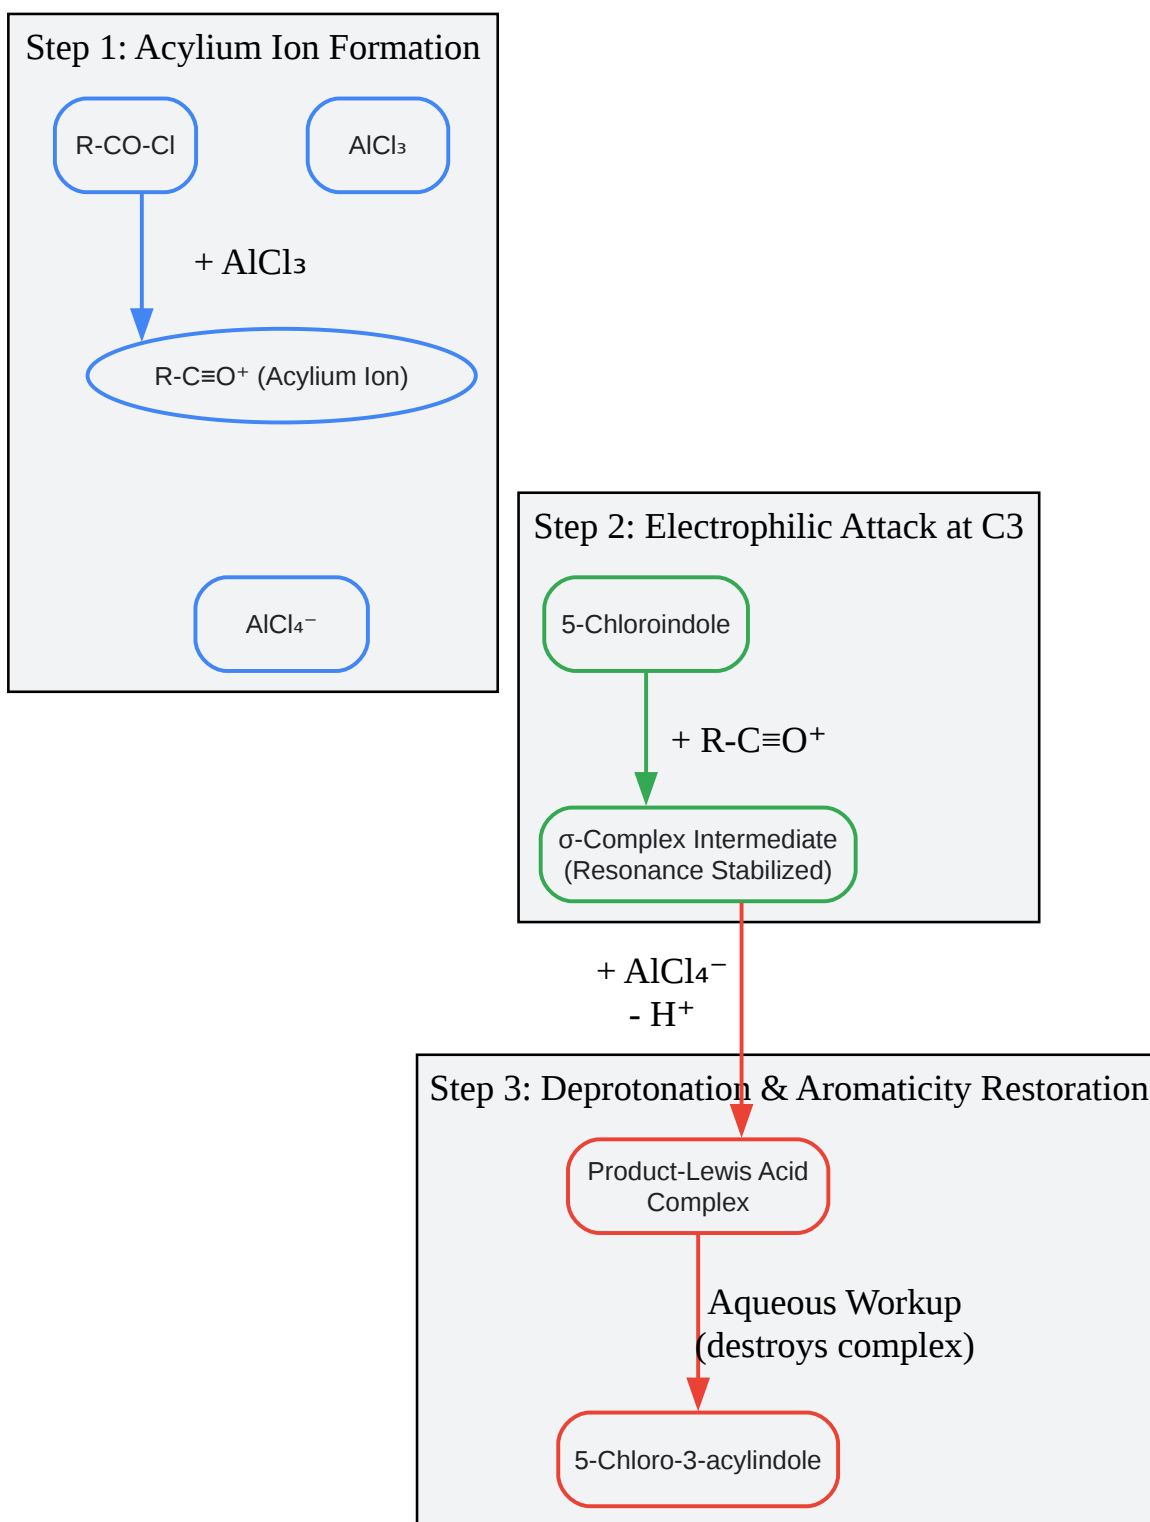 Step 1: Acylium Ion Formation
R-CO-Cl
AlCl₃
+ AlCl₃
R-C≡O⁺ (Acylium Ion)
AlCl₄⁻
Step 2: Electrophilic Attack at C3
5-Chloroindole
+ R-C≡O⁺
σ-Complex Intermediate
(Resonance Stabilized)
+ AlCl₄⁻
- H⁺
Step 3: Deprotonation & Aromaticity Restoration
Product-Lewis Acid
Complex
Aqueous Workup
(destroys complex)
5-Chloro-3-acylindole